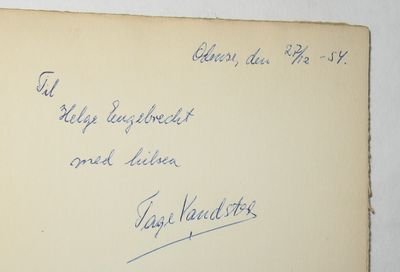 Odense, den 27/12 -54.
Til
Helge Engebrecht
med hilsen
Tage Vandsted